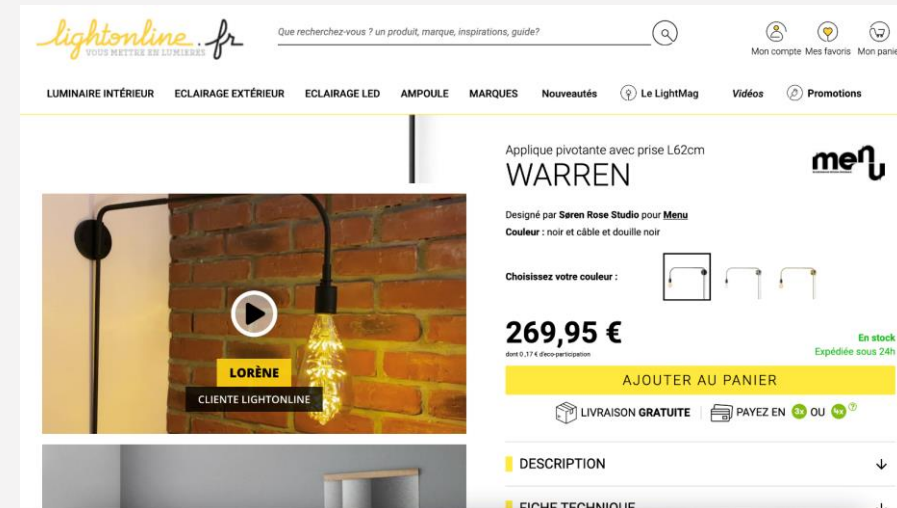 lightonline.fr
VOUS METTRE EN LUMIERES
Que recherchez-vous ? un produit, marque, inspirations, guide?
Mon compte Mes favoris Mon panie
LUMINAIRE INTÉRIEUR ECLAIRAGE EXTÉRIEUR ECLAIRAGE LED AMPOULE MARQUES Nouveautés Le LightMag Vidéos Promotions
Applique pivotante avec prise L62cm
WARREN
menu
Designé par Søren Rose Studio pour Menu
Couleur : noir et câble et douille noir
Choisissez votre couleur :
269,95 €
dont 0,17 € d'eco-participation
En stock
Expédiée sous 24h
AJOUTER AU PANIER
LIVRAISON GRATUITE PAYEZ EN 3x OU 4x ?
LORÈNE
CLIENTE LIGHTONLINE
DESCRIPTION
FICHE TECHNIQUE